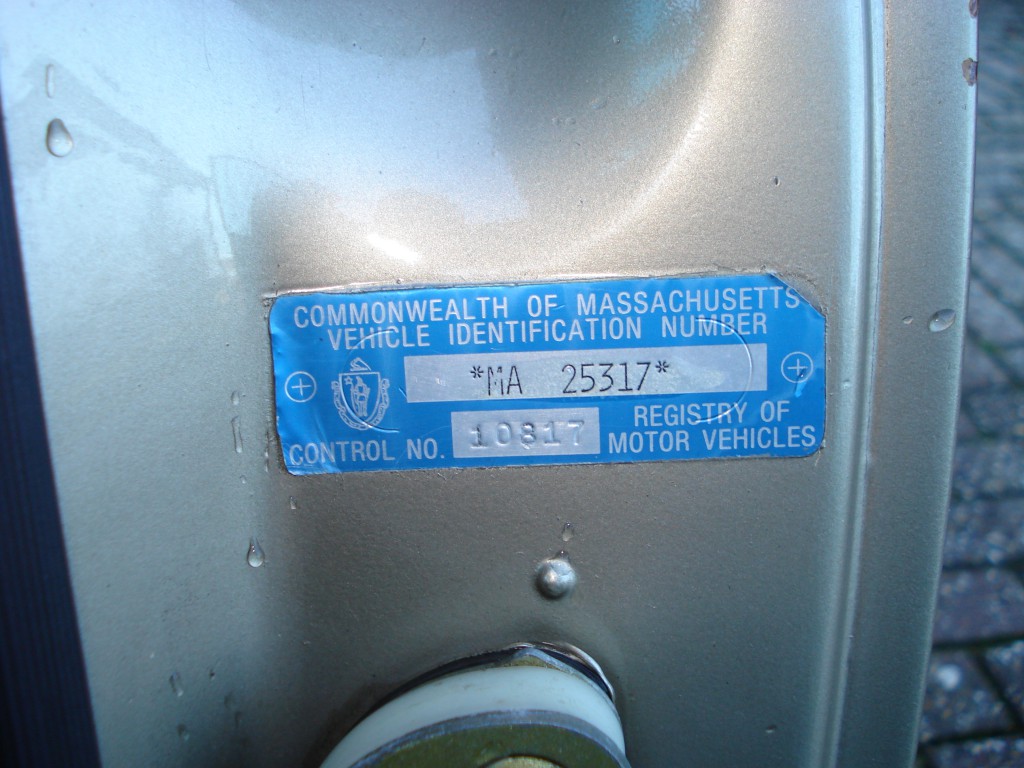 COMMONWEALTH OF MASSACHUSETTS
VEHICLE IDENTIFICATION NUMBER
*MA 25317*
CONTROL NO. 10817
REGISTRY OF
MOTOR VEHICLES